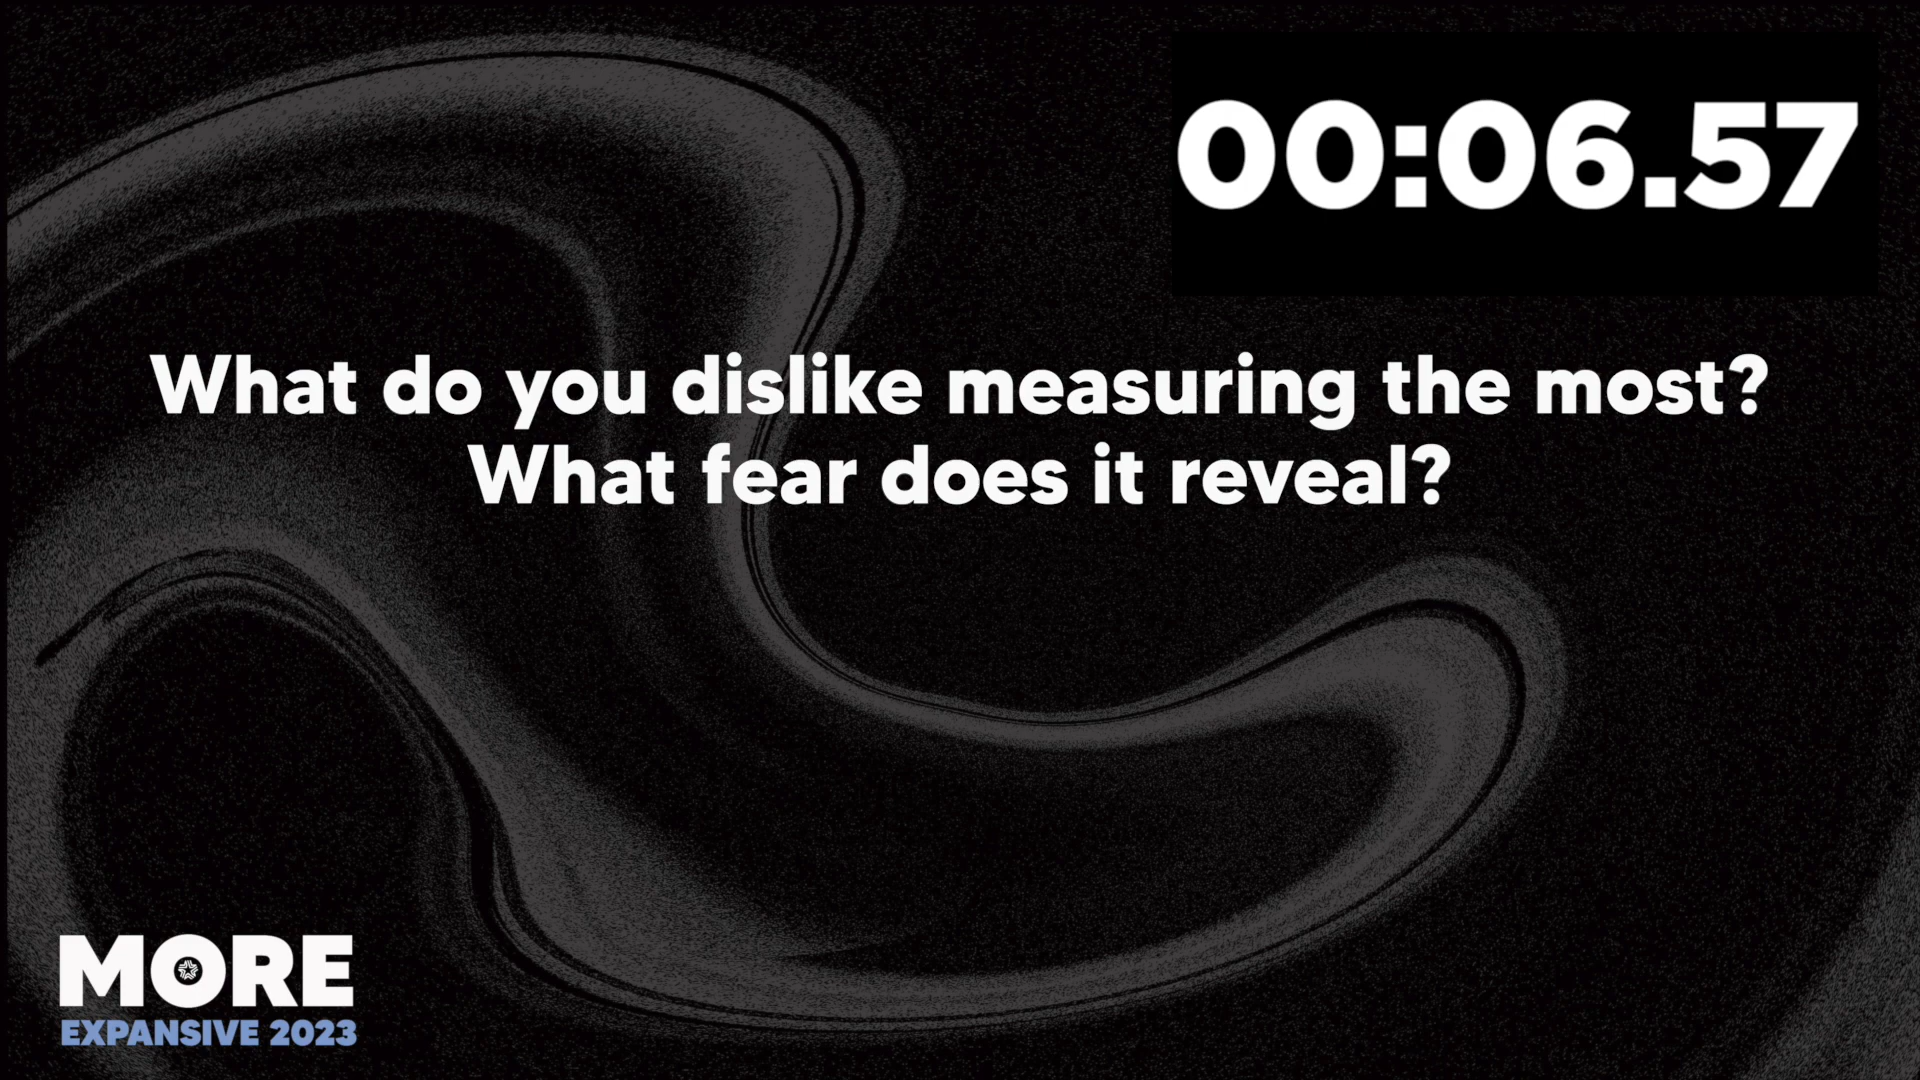 00:06.57
What do you dislike measuring the most?
What fear does it reveal?
MORE
EXPANSIVE 2023